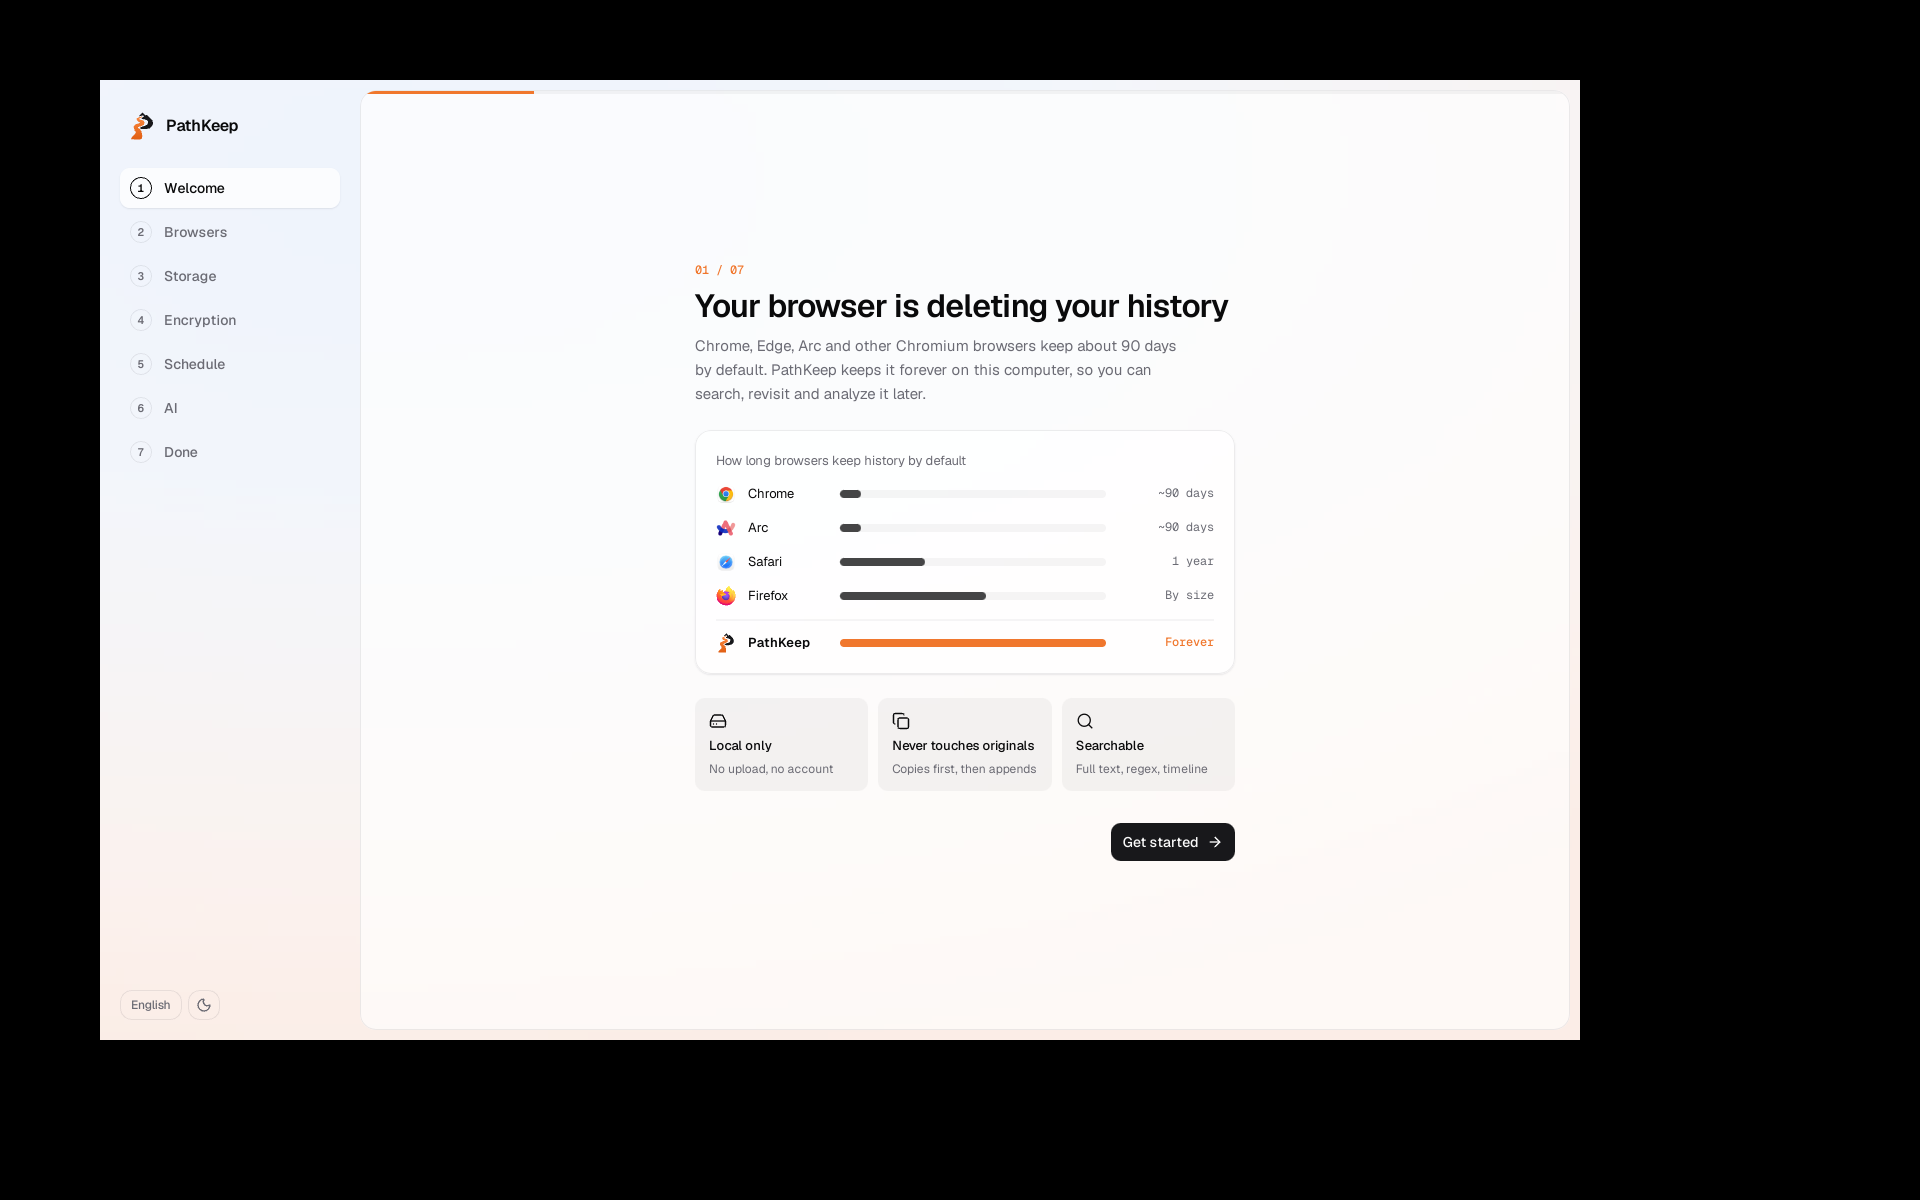 PathKeep
1 Welcome
2 Browsers
3 Storage
4 Encryption
5 Schedule
6 AI
7 Done
English
01 / 07
Your browser is deleting your history
Chrome, Edge, Arc and other Chromium browsers keep about 90 days
by default. PathKeep keeps it forever on this computer, so you can
search, revisit and analyze it later.
How long browsers keep history by default
Chrome ~90 days
Arc ~90 days
Safari 1 year
Firefox By size
PathKeep Forever
Local only
No upload, no account
Never touches originals
Copies first, then appends
Searchable
Full text, regex, timeline
Get started